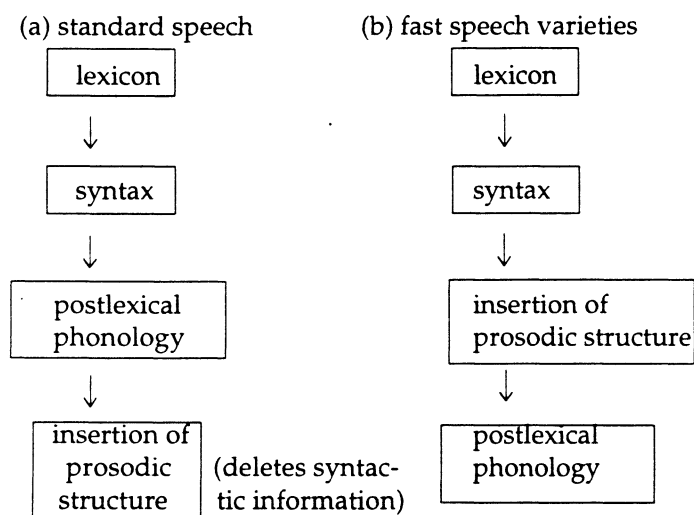 (a) standard speech
lexicon
syntax
postlexical
phonology
insertion of
prosodic
structure
(deletes syntac-
tic information)
(b) fast speech varieties
lexicon
syntax
insertion of
prosodic structure
postlexical
phonology